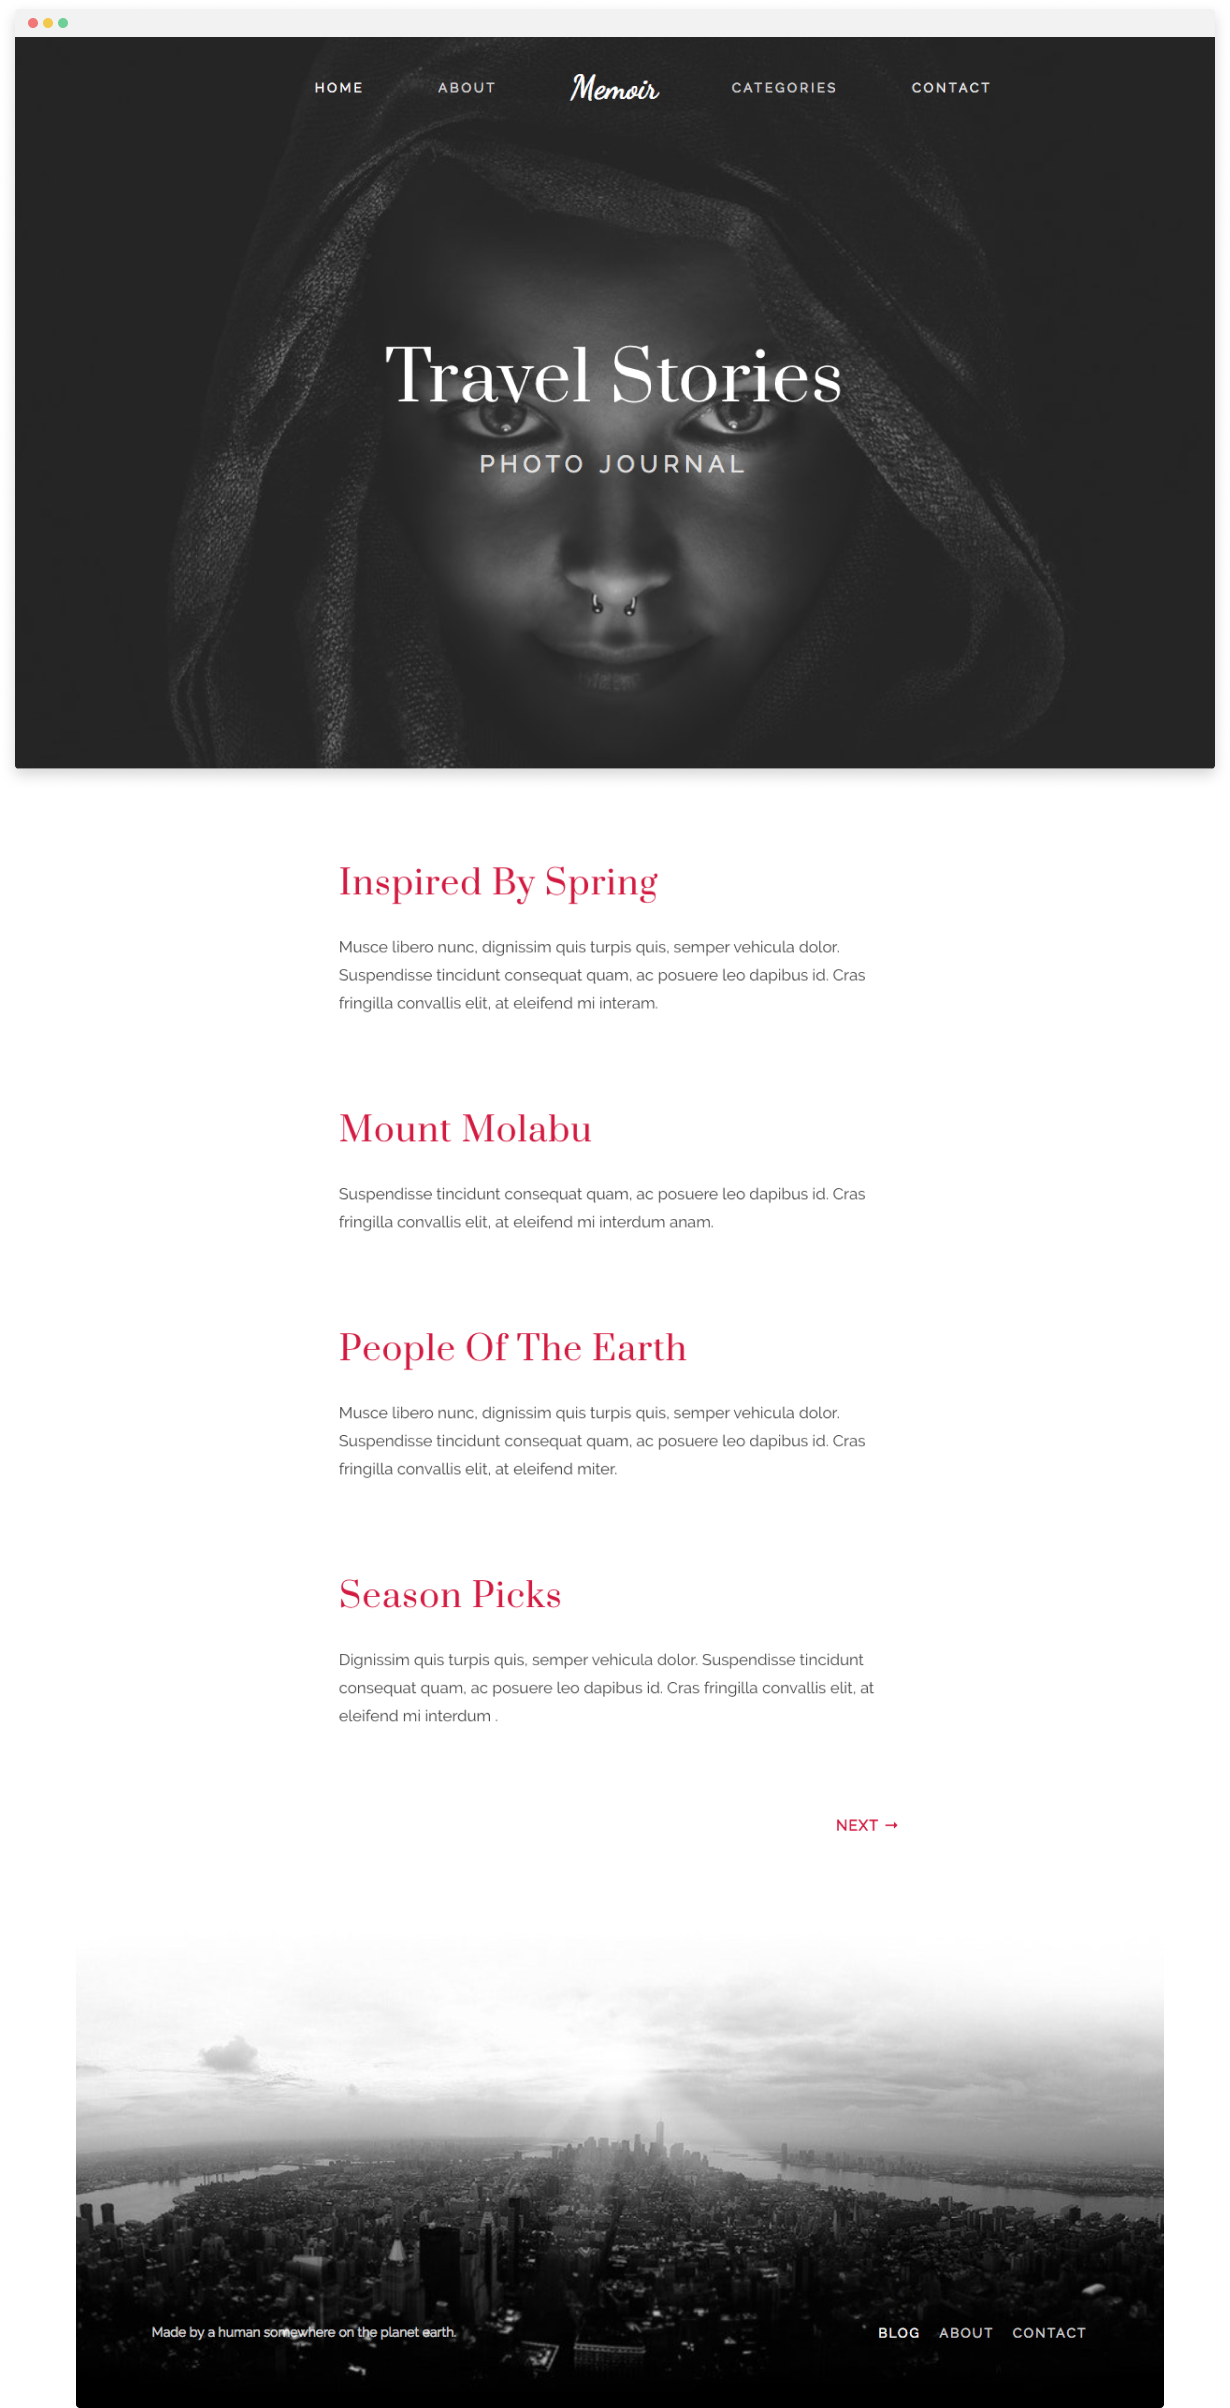 HOME ABOUT Memoir CATEGORIES CONTACT
Travel Stories
PHOTO JOURNAL
Inspired By Spring
Musce libero nunc, dignissim quis turpis quis, semper vehicula dolor.
Suspendisse tincidunt consequat quam, ac posuere leo dapibus id. Cras
fringilla convallis elit, at eleifend mi interam.
Mount Molabu
Suspendisse tincidunt consequat quam, ac posuere leo dapibus id. Cras
fringilla convallis elit, at eleifend mi interdum anam.
People Of The Earth
Musce libero nunc, dignissim quis turpis quis, semper vehicula dolor.
Suspendisse tincidunt consequat quam, ac posuere leo dapibus id. Cras
fringilla convallis elit, at eleifend miter.
Season Picks
Dignissim quis turpis quis, semper vehicula dolor. Suspendisse tincidunt
consequat quam, ac posuere leo dapibus id. Cras fringilla convallis elit, at
eleifend mi interdum .
NEXT →
Made by a human somewhere on the planet earth.
BLOG ABOUT CONTACT